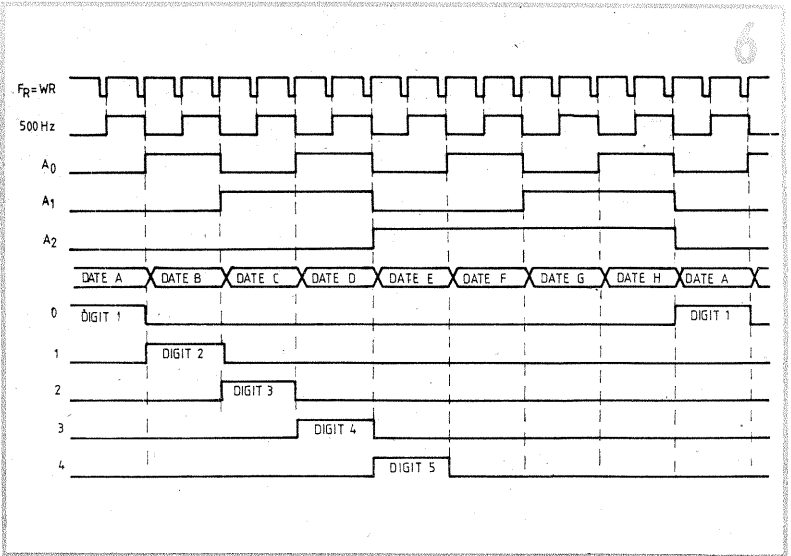 6
FR=WR
500 Hz
A0
A1
A2
DATE A DATE B DATE C DATE D DATE E DATE F DATE G DATE H DATE A
0 DIGIT 1 DIGIT 1
1 DIGIT 2
2 DIGIT 3
3 DIGIT 4
4 DIGIT 5